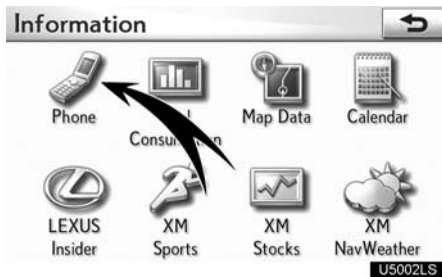 Information
Phone
Map Data
Calendar
LEXUS
Insider
XM
Sports
XM
Stocks
XM
NavWeather
U5002LS